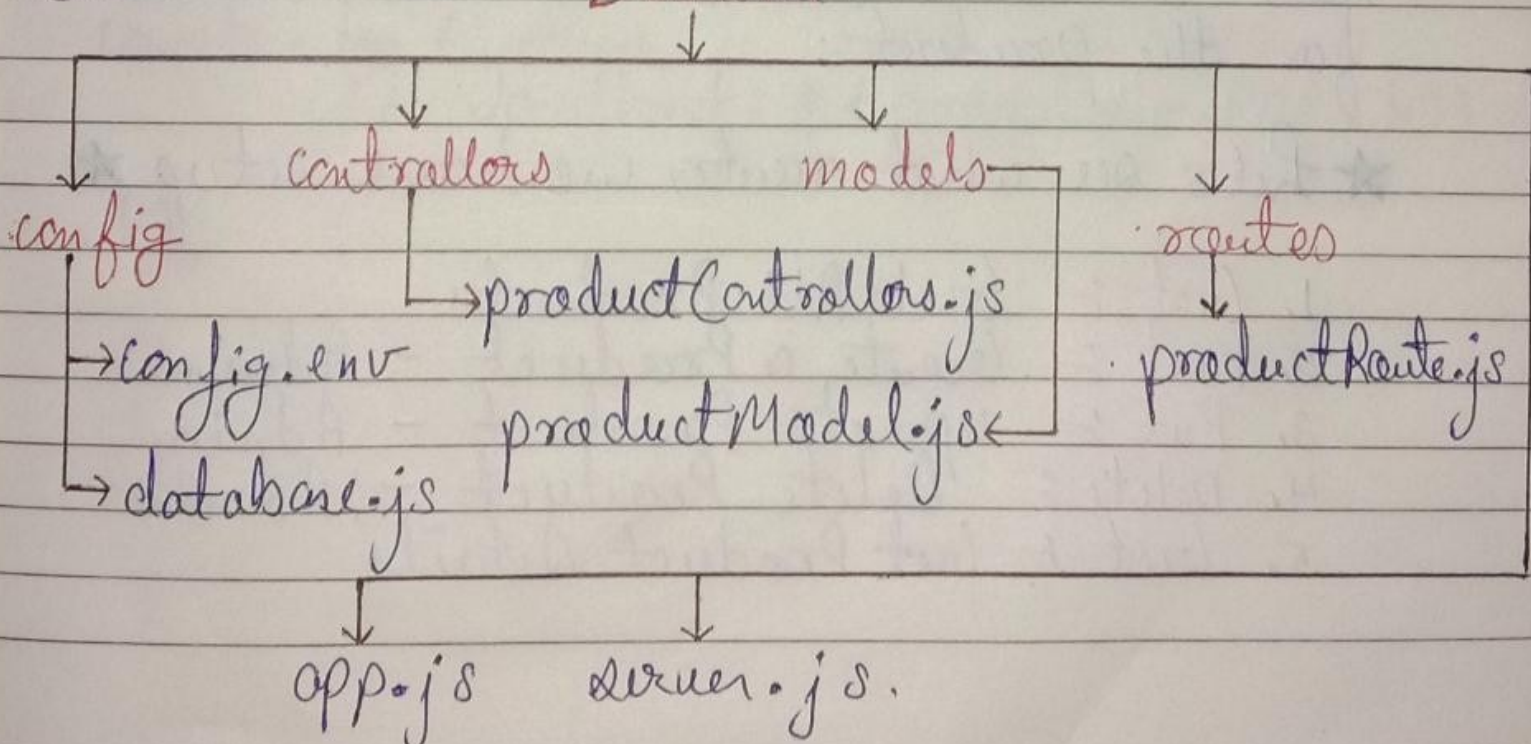 controllors models
config routes
productControllors.js
config.env productRoute.js
productModel.js
database.js
app.js server.js.